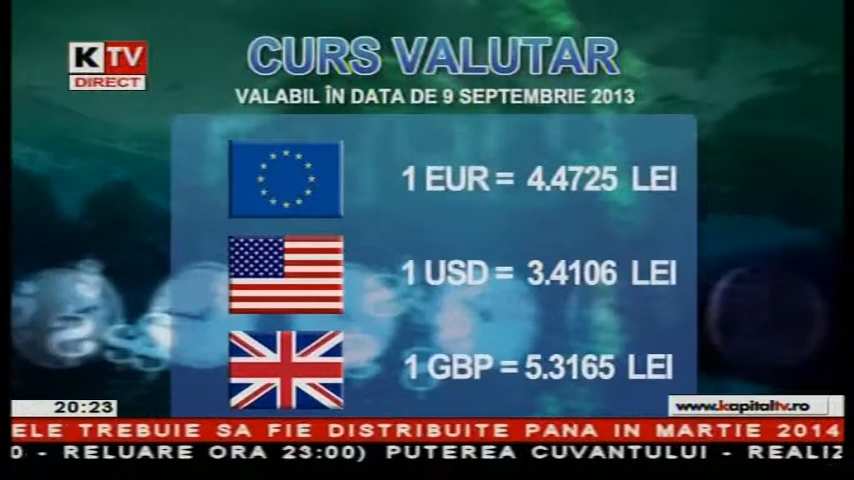 KTV
DIRECT
CURS VALUTAR
VALABIL ÎN DATA DE 9 SEPTEMBRIE 2013
1 EUR = 4.4725 LEI
1 USD = 3.4106 LEI
1 GBP = 5.3165 LEI
20:23
www.kapitaltv.ro
ELE TREBUIE SA FIE DISTRIBUITE PANA IN MARTIE 2014
0 - RELUARE ORA 23:00) PUTEREA CUVANTULUI - REALIZ